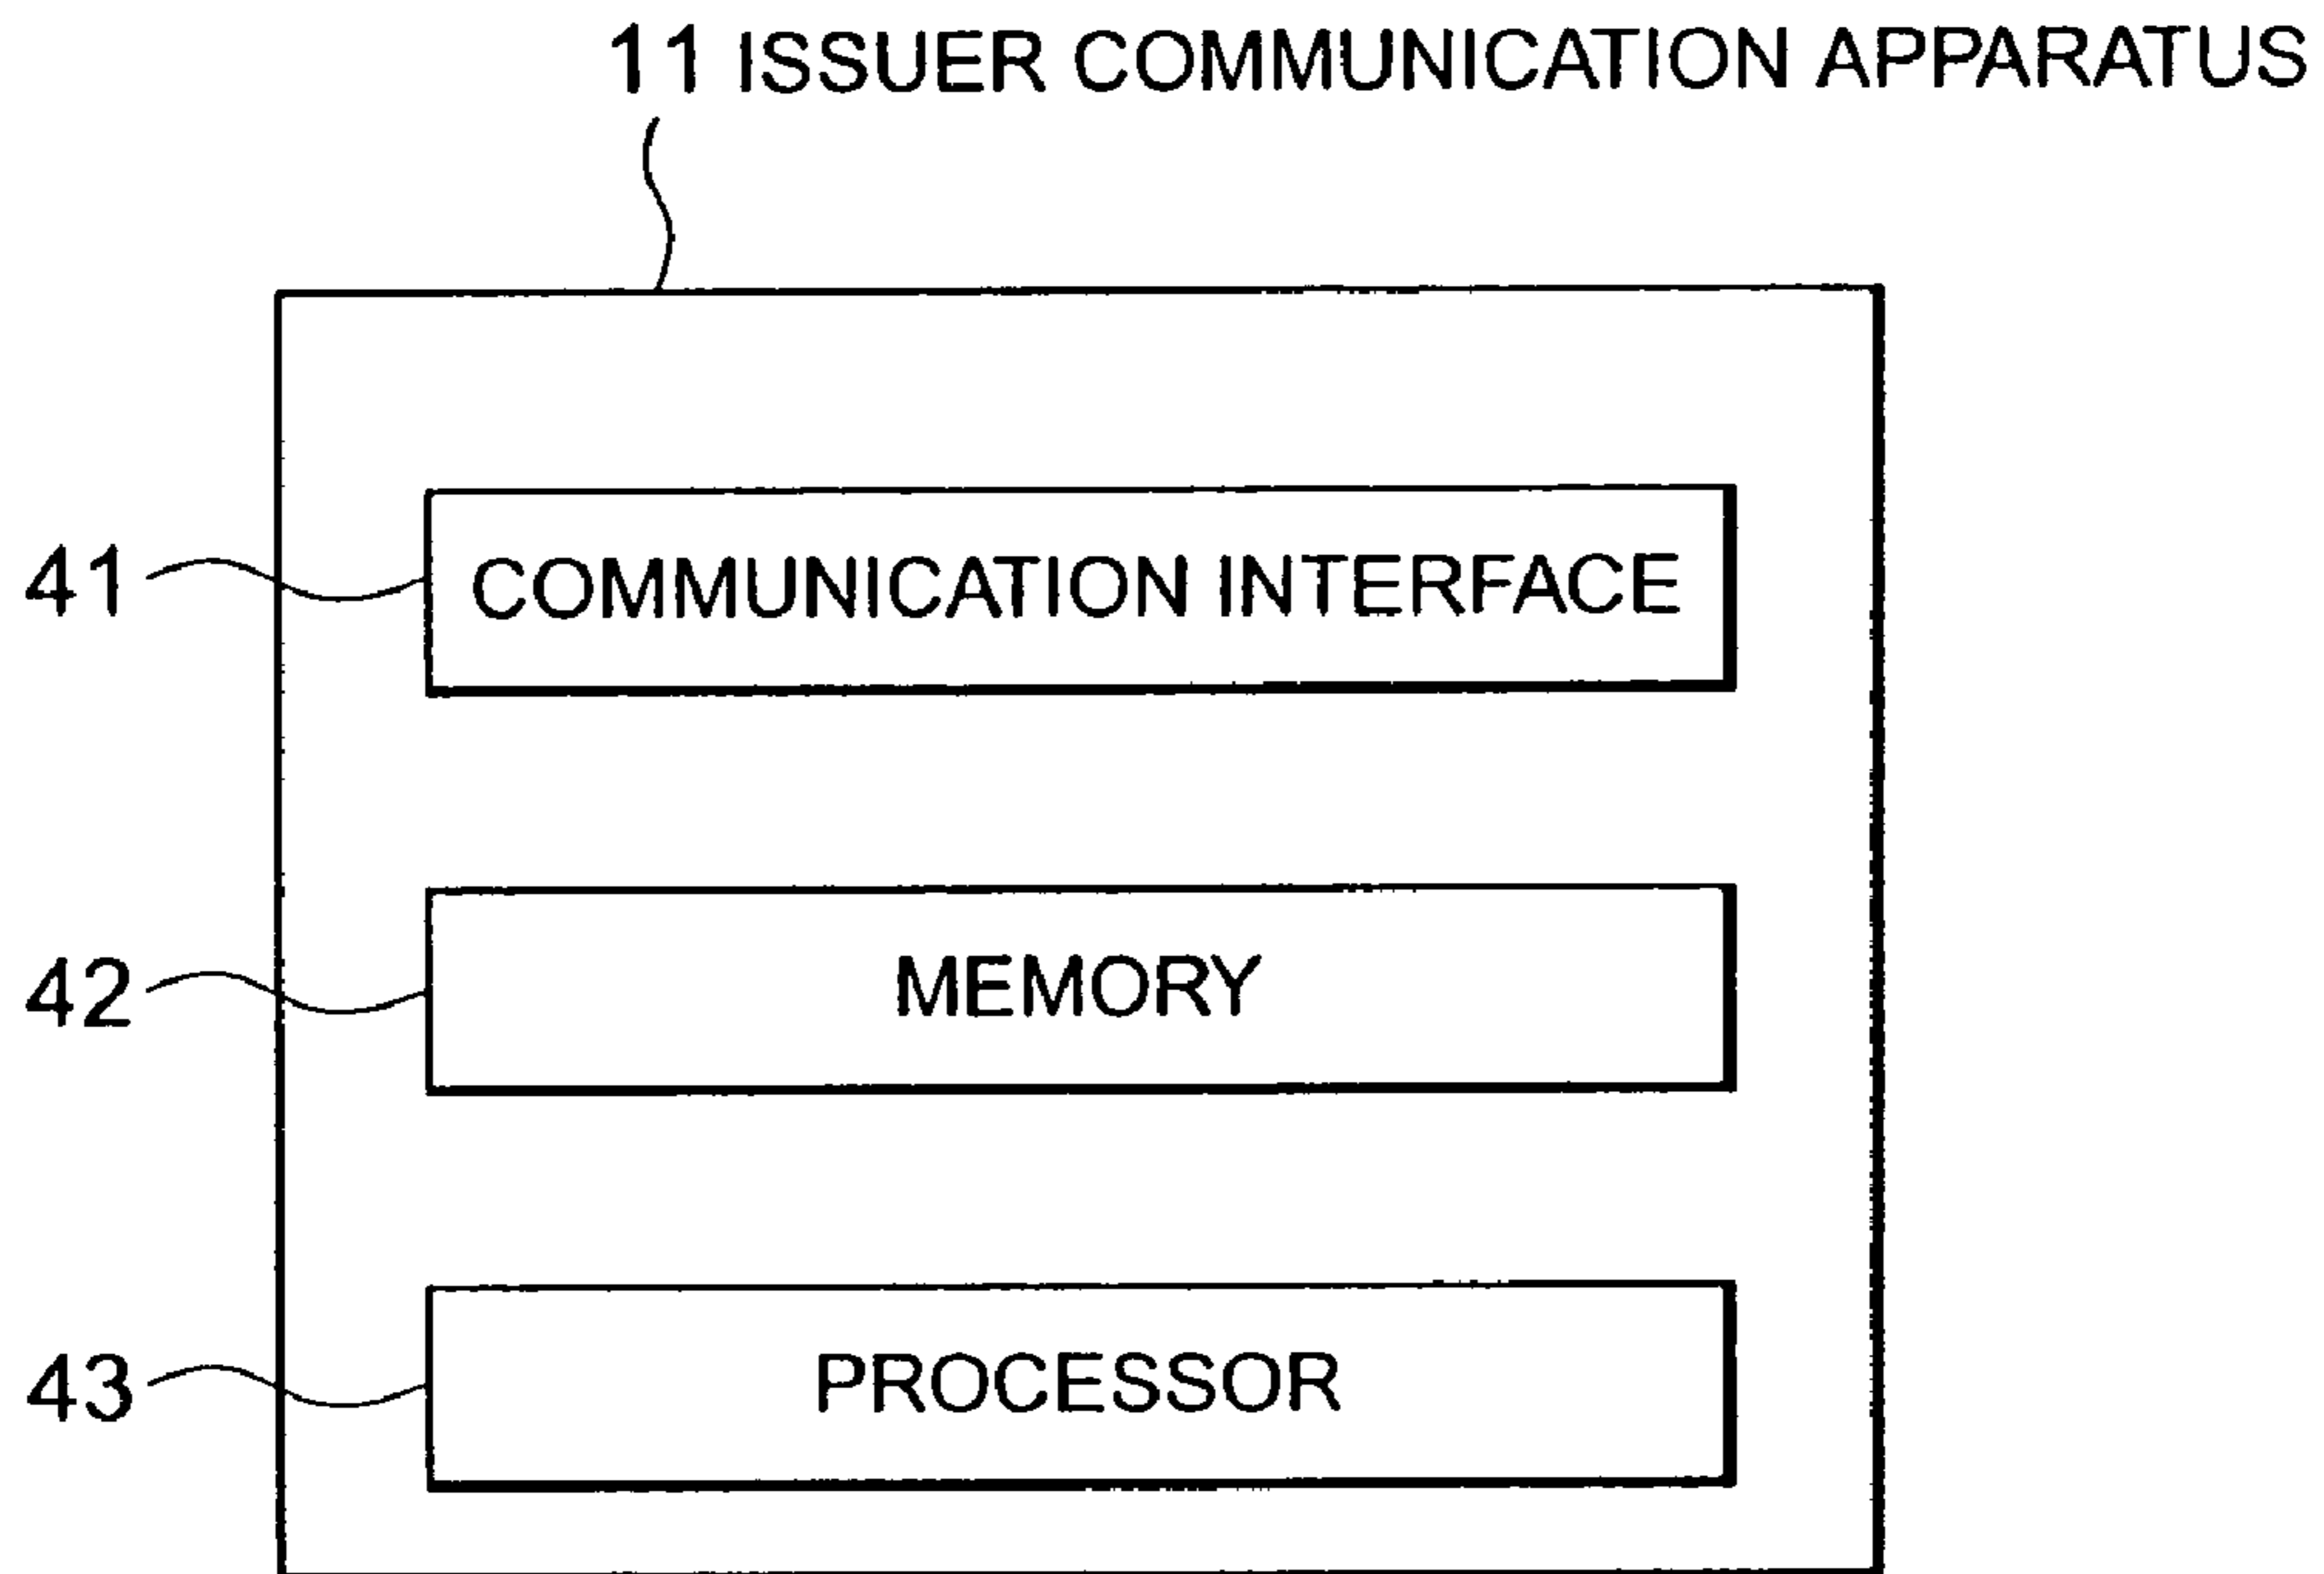 11 ISSUER COMMUNICATION APPARATUS
41 COMMUNICATION INTERFACE
42 MEMORY
43 PROCESSOR